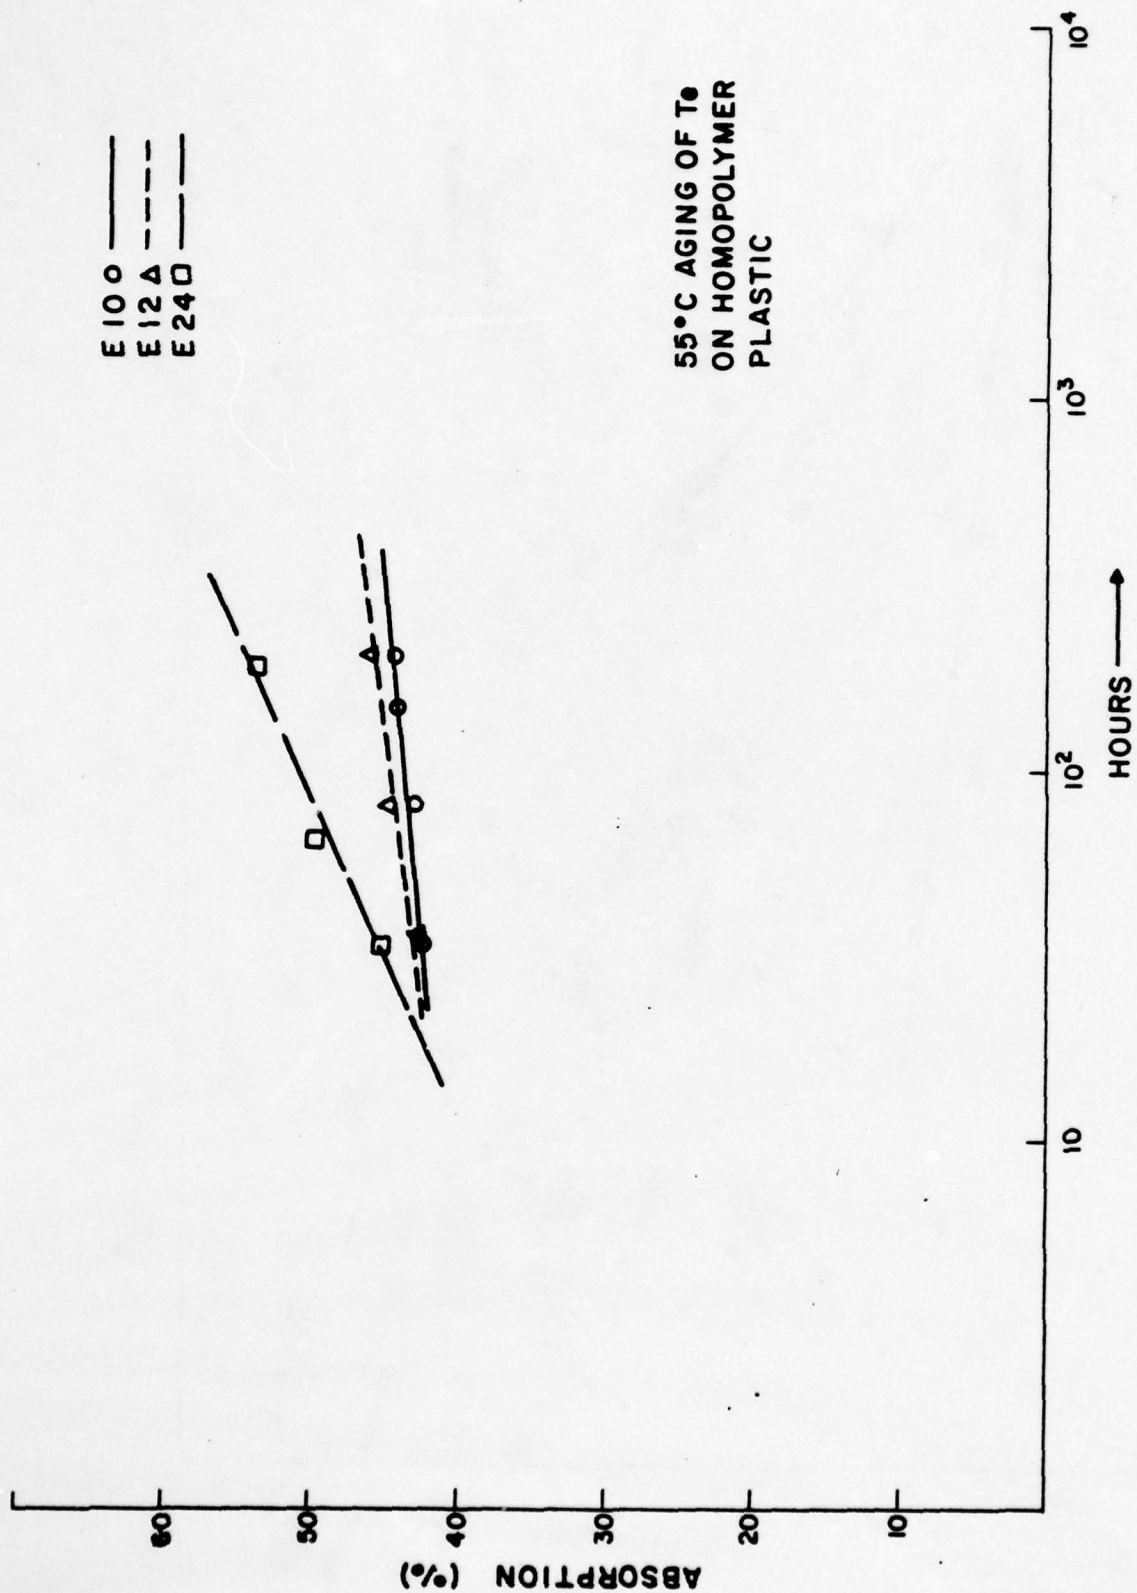 E 10 O
E 12 Δ
E 24 □
60
50
40
30
20
10
ABSORPTION (%)
55°C AGING OF Te
ON HOMOPOLYMER
PLASTIC
10
10²
10³
10⁴
HOURS →